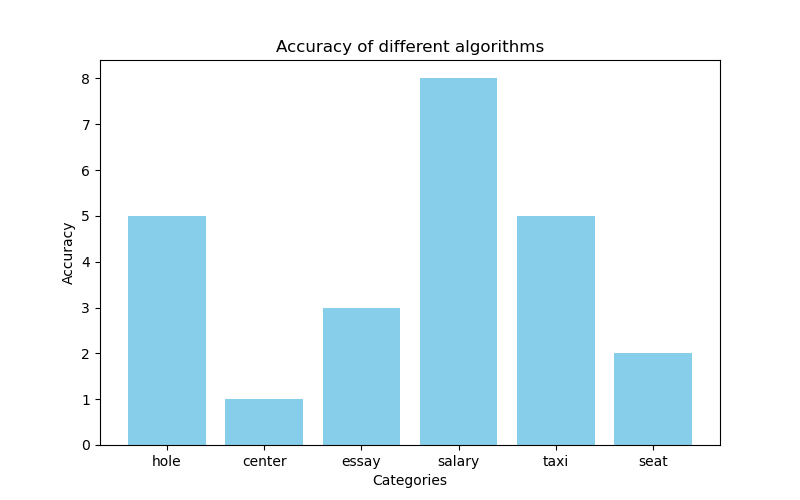 Accuracy of different algorithms
Accuracy
8
7
6
5
4
3
2
1
0
hole center essay salary taxi seat
Categories